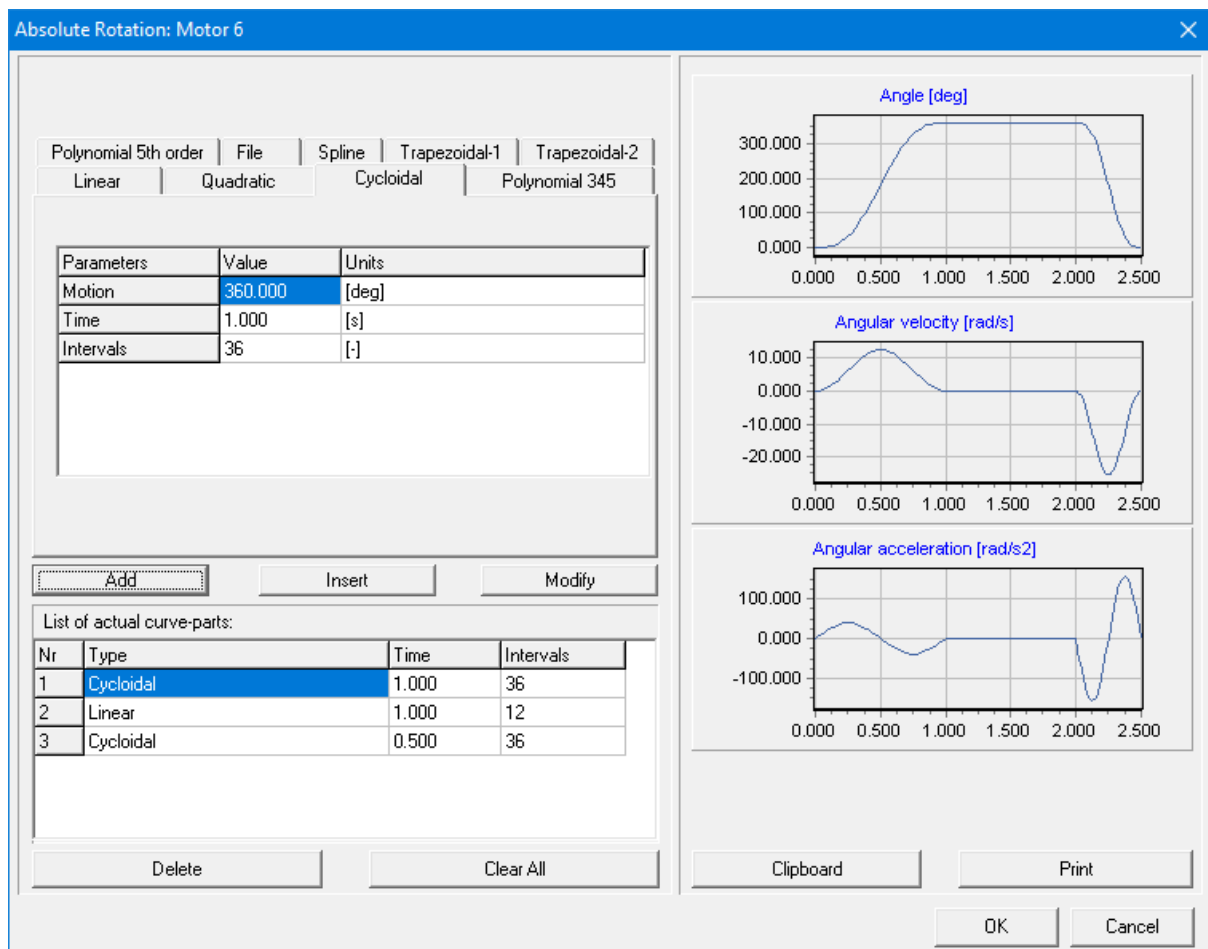 Absolute Rotation: Motor 6
Polynomial 5th order File Spline Trapezoidal-1 Trapezoidal-2
Linear Quadratic Cycloidal Polynomial 345
Parameters Value Units
Motion 360.000 [deg]
Time 1.000 [s]
Intervals 36 [-]
Add Insert Modify
List of actual curve-parts:
Nr Type Time Intervals
1 Cycloidal 1.000 36
2 Linear 1.000 12
3 Cycloidal 0.500 36
Delete Clear All
Angle [deg]
300.000
200.000
100.000
0.000
0.000 0.500 1.000 1.500 2.000 2.500
Angular velocity [rad/s]
10.000
0.000
-10.000
-20.000
0.000 0.500 1.000 1.500 2.000 2.500
Angular acceleration [rad/s2]
100.000
0.000
-100.000
0.000 0.500 1.000 1.500 2.000 2.500
Clipboard Print
OK Cancel